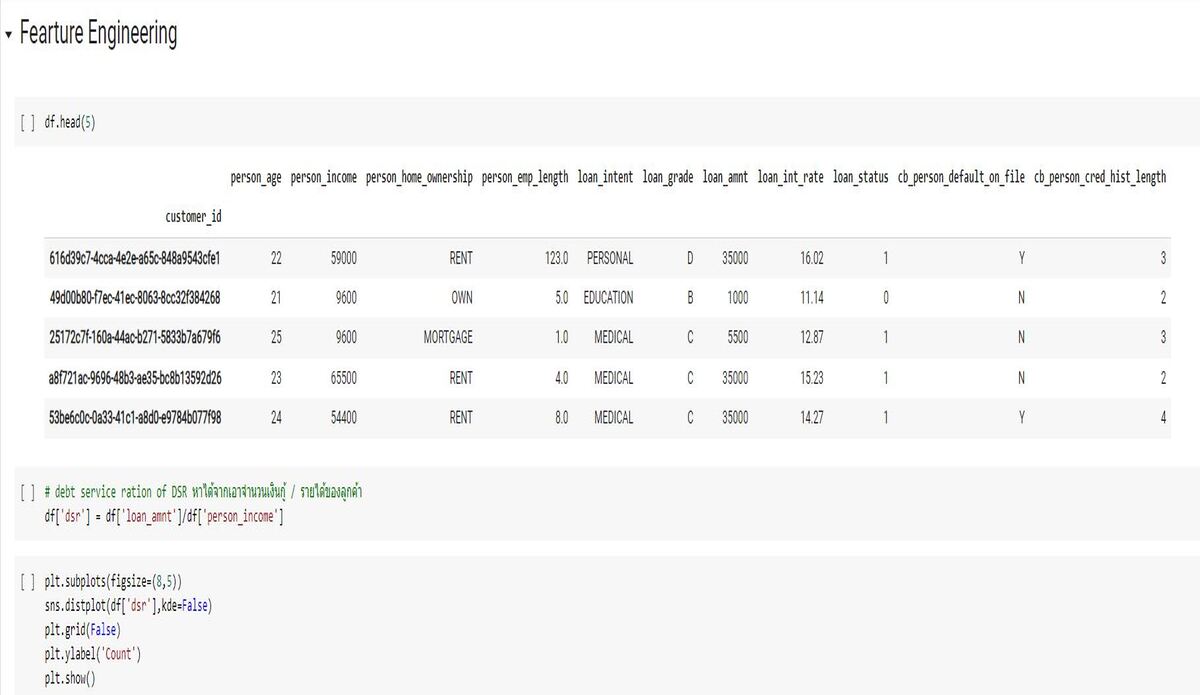 Fearture Engineering
[ ] df.head(5)
person_age person_income person_home_ownership person_emp_length loan_intent loan_grade loan_amnt loan_int_rate loan_status cb_person_default_on_file cb_person_cred_hist_length
customer_id
616d39c7-4cca-4e2e-a65c-848a9543cfe1 22 59000 RENT 123.0 PERSONAL D 35000 16.02 1 Y 3
49d00b80-f7ec-41ec-8063-8cc32f384268 21 9600 OWN 5.0 EDUCATION B 1000 11.14 0 N 2
25172c7f-160a-44ac-b271-5833b7a679f6 25 9600 MORTGAGE 1.0 MEDICAL C 5500 12.87 1 N 3
a8f721ac-9696-48b3-ae35-bc8b13592d26 23 65500 RENT 4.0 MEDICAL C 35000 15.23 1 N 2
53be6c0c-0a33-41c1-a8d0-e9784b077f98 24 54400 RENT 8.0 MEDICAL C 35000 14.27 1 Y 4
[ ] # debt service ration of DSR หาได้จากเอาจำนวนเงินกู้ / รายได้ของลูกค้า
df['dsr'] = df['loan_amnt']/df['person_income']
[ ] plt.subplots(figsize=(8,5))
sns.distplot(df['dsr'],kde=False)
plt.grid(False)
plt.ylabel('Count')
plt.show()